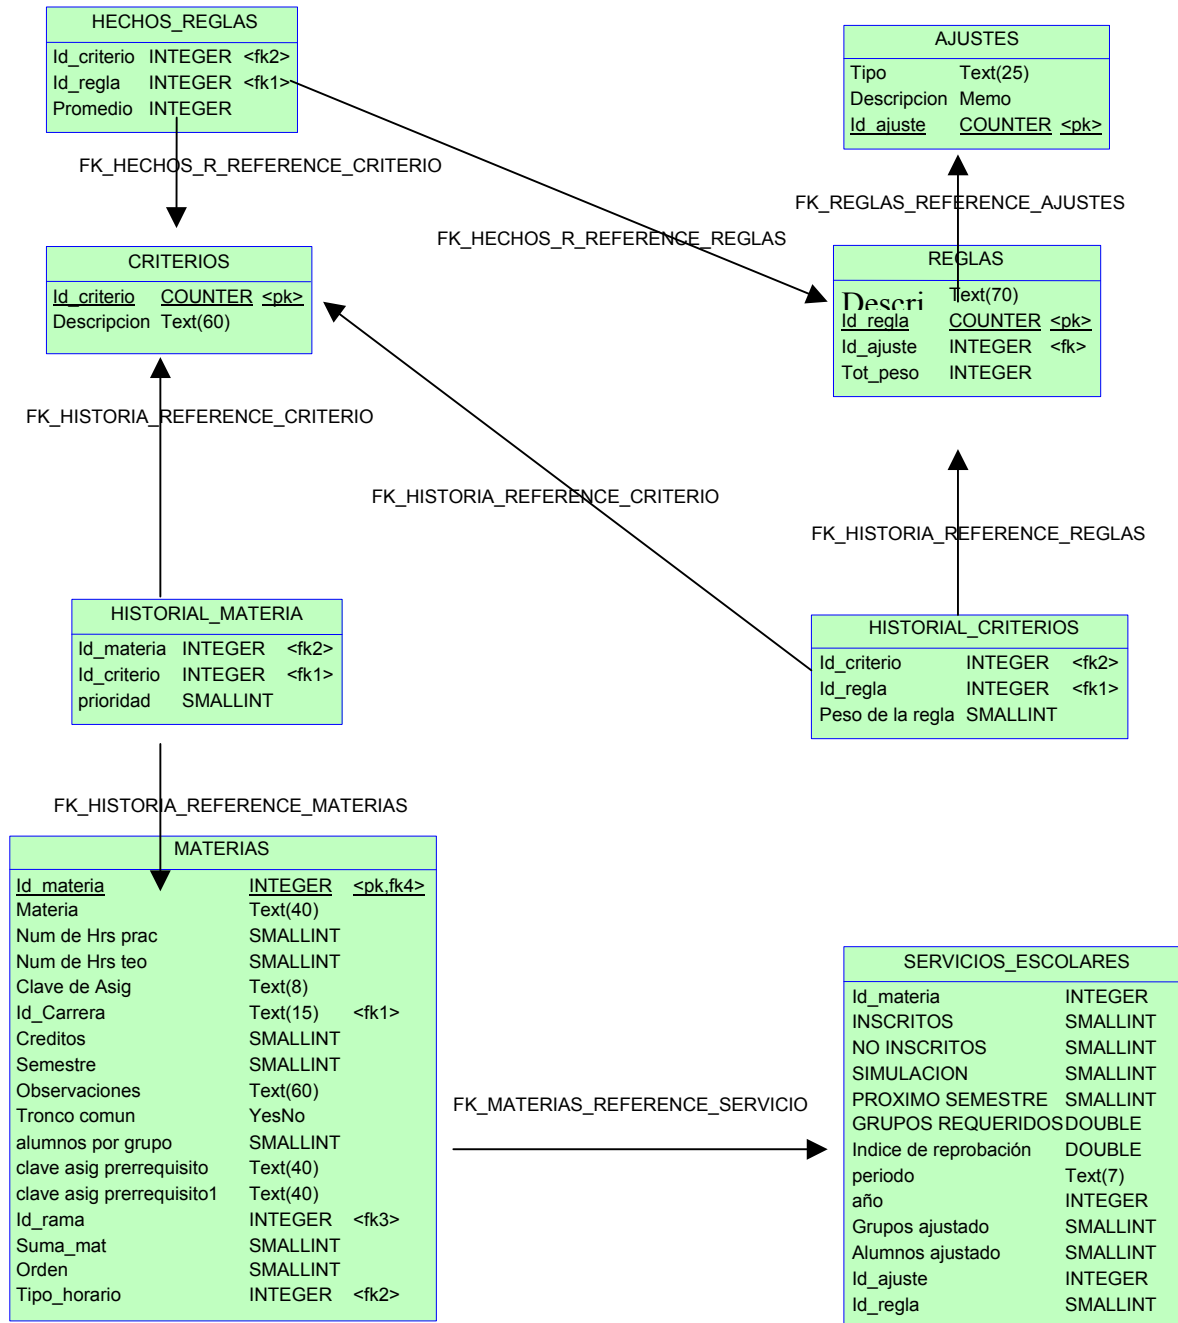 HECHOS_REGLAS
Id_criterio INTEGER <fk2>
Id_regla INTEGER <fk1>
Promedio INTEGER
AJUSTES
Tipo Text(25)
Descripcion Memo
Id_ajuste COUNTER <pk>
FK_HECHOS_R_REFERENCE_CRITERIO
FK_REGLAS_REFERENCE_AJUSTES
FK_HECHOS_R_REFERENCE_REGLAS
CRITERIOS
Id_criterio COUNTER <pk>
Descripcion Text(60)
REGLAS
Descri Text(70)
Id_regla COUNTER <pk>
Id_ajuste INTEGER <fk>
Tot_peso INTEGER
FK_HISTORIA_REFERENCE_CRITERIO
FK_HISTORIA_REFERENCE_CRITERIO
FK_HISTORIA_REFERENCE_REGLAS
HISTORIAL_MATERIA
Id_materia INTEGER <fk2>
Id_criterio INTEGER <fk1>
prioridad SMALLINT
HISTORIAL_CRITERIOS
Id_criterio INTEGER <fk2>
Id_regla INTEGER <fk1>
Peso de la regla SMALLINT
FK_HISTORIA_REFERENCE_MATERIAS
MATERIAS
Id_materia INTEGER <pk,fk4>
Materia Text(40)
Num de Hrs prac SMALLINT
Num de Hrs teo SMALLINT
Clave de Asig Text(8)
Id_Carrera Text(15) <fk1>
Creditos SMALLINT
Semestre SMALLINT
Observaciones Text(60)
Tronco comun YesNo
alumnos por grupo SMALLINT
clave asig prerrequisito Text(40)
clave asig prerrequisito1 Text(40)
Id_rama INTEGER <fk3>
Suma_mat SMALLINT
Orden SMALLINT
Tipo_horario INTEGER <fk2>
FK_MATERIAS_REFERENCE_SERVICIO
SERVICIOS_ESCOLARES
Id_materia INTEGER
INSCRITOS SMALLINT
NO INSCRITOS SMALLINT
SIMULACION SMALLINT
PROXIMO SEMESTRE SMALLINT
GRUPOS REQUERIDOS DOUBLE
Indice de reprobación DOUBLE
periodo Text(7)
año INTEGER
Grupos ajustado SMALLINT
Alumnos ajustado SMALLINT
Id_ajuste INTEGER
Id_regla SMALLINT